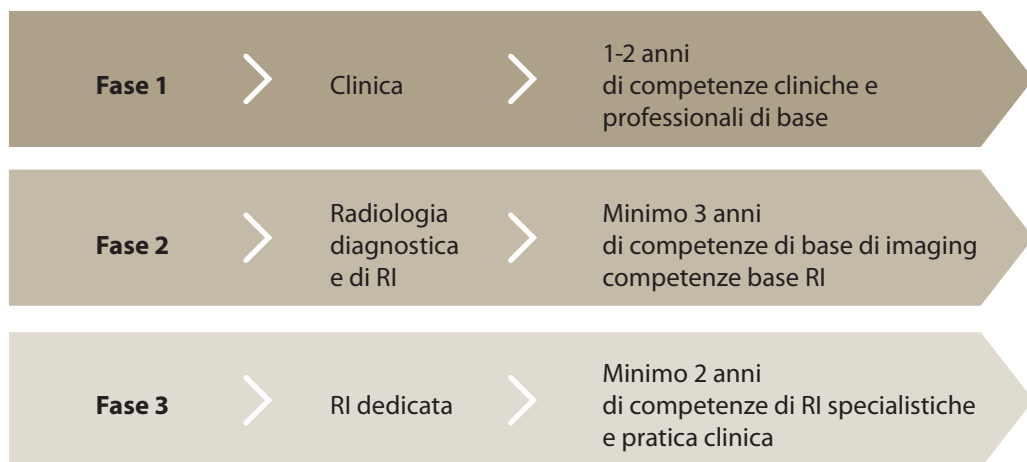 Fase 1
Clinica
1-2 anni
di competenze cliniche e
professionali di base
Fase 2
Radiologia
diagnostica
e di RI
Minimo 3 anni
di competenze di base di imaging
competenze base RI
Fase 3
RI dedicata
Minimo 2 anni
di competenze di RI specialistiche
e pratica clinica